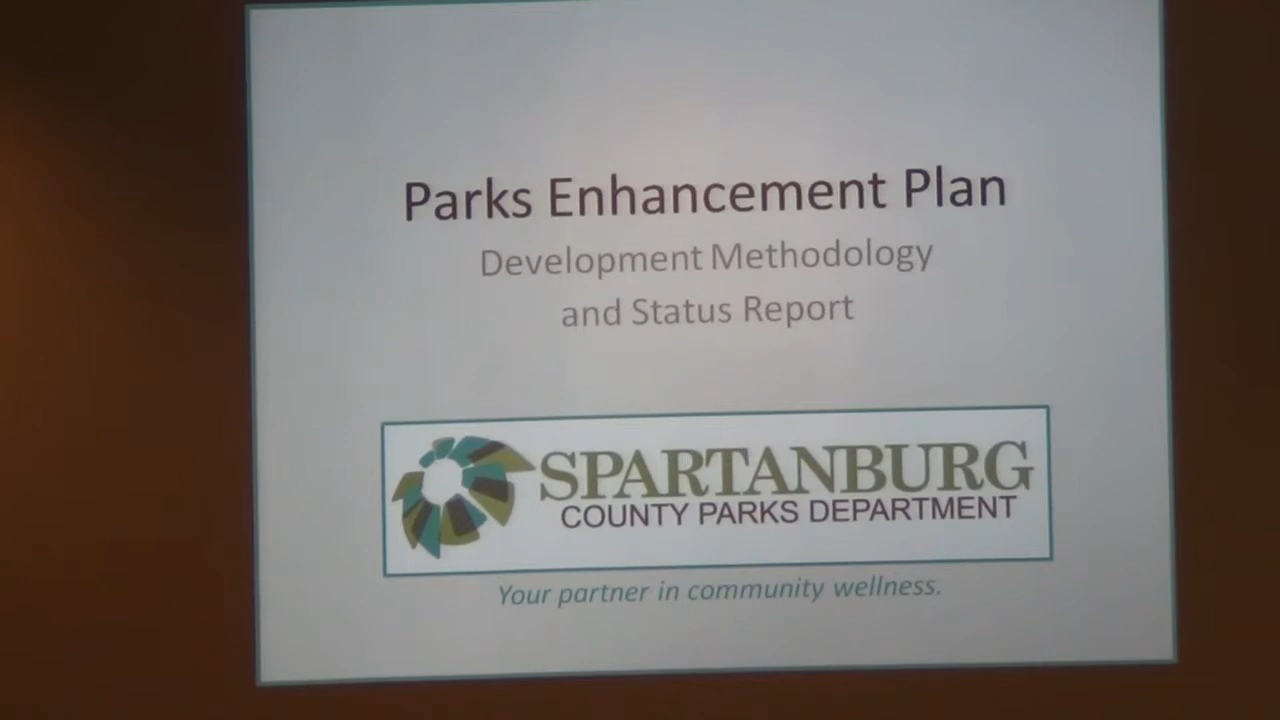 Parks Enhancement Plan
Development Methodology
and Status Report
SPARTANBURG
COUNTY PARKS DEPARTMENT
Your partner in community wellness.